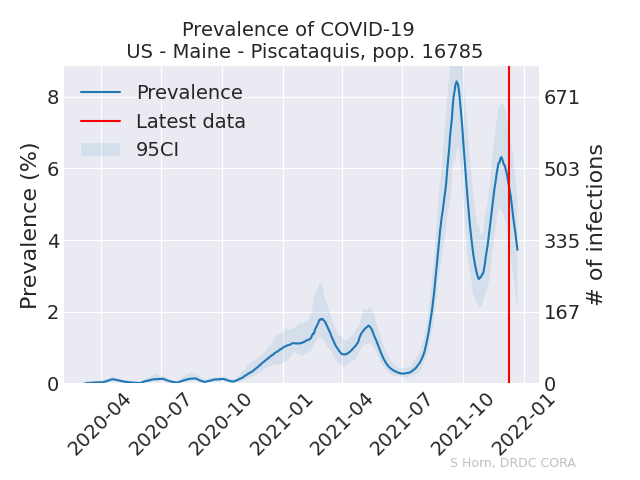 Prevalence of COVID-19
US - Maine - Piscataquis, pop. 16785
Prevalence
Latest data
95CI
Prevalence (%)
8
6
4
2
0
671
503
335
167
0
# of infections
2020-04
2020-07
2020-10
2021-01
2021-04
2021-07
2021-10
2022-01
S Horn, DRDC CORA